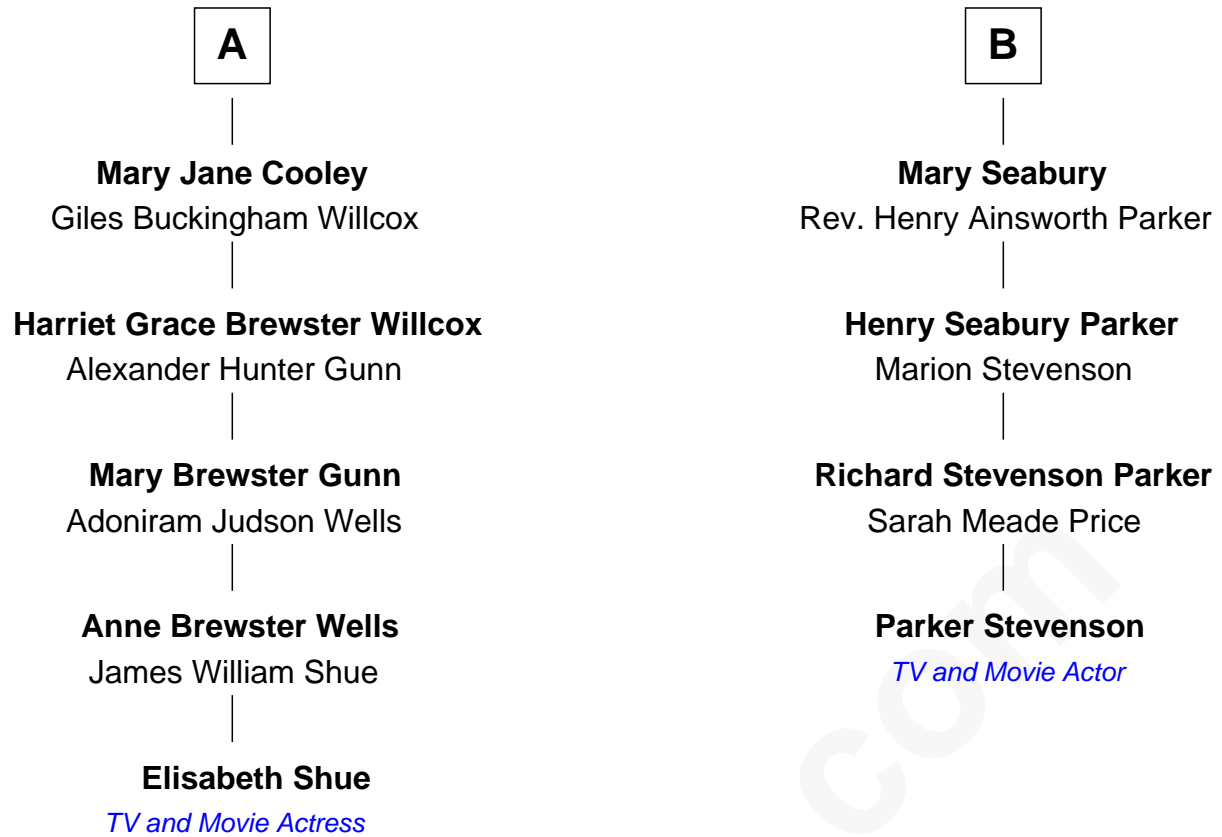 A
Mary Jane Cooley
Giles Buckingham Willcox
Harriet Grace Brewster Willcox
Alexander Hunter Gunn
Mary Brewster Gunn
Adoniram Judson Wells
Anne Brewster Wells
James William Shue
Elisabeth Shue
TV and Movie Actress
B
Mary Seabury
Rev. Henry Ainsworth Parker
Henry Seabury Parker
Marion Stevenson
Richard Stevenson Parker
Sarah Meade Price
Parker Stevenson
TV and Movie Actor
com